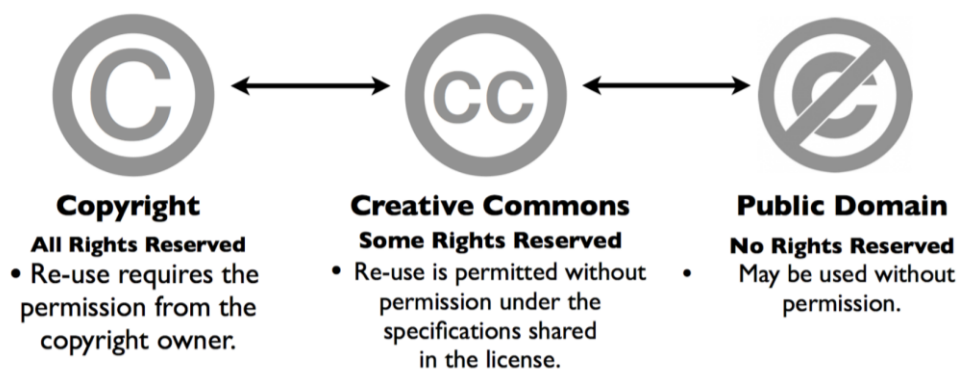 C
CC
C
Copyright
All Rights Reserved
• Re-use requires the
permission from the
copyright owner.
Creative Commons
Some Rights Reserved
• Re-use is permitted without
permission under the
specifications shared
in the license.
Public Domain
No Rights Reserved
• May be used without
permission.